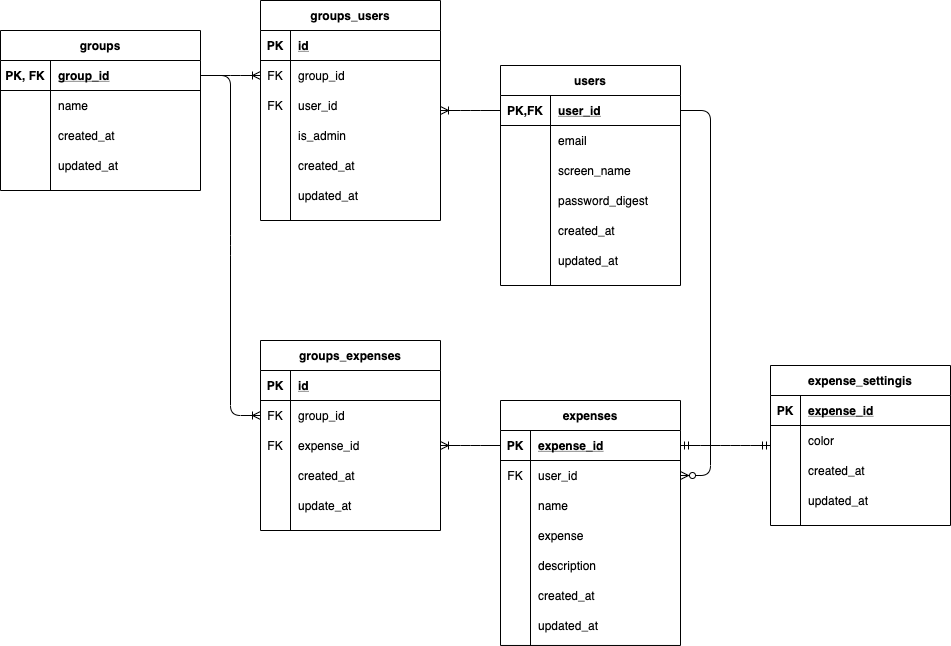 groups
PK, FK group_id
name
created_at
updated_at
groups_users
PK id
FK group_id
FK user_id
is_admin
created_at
updated_at
users
PK,FK user_id
email
screen_name
password_digest
created_at
updated_at
groups_expenses
PK id
FK group_id
FK expense_id
created_at
update_at
expenses
PK expense_id
FK user_id
name
expense
description
created_at
updated_at
expense_settingis
PK expense_id
color
created_at
updated_at